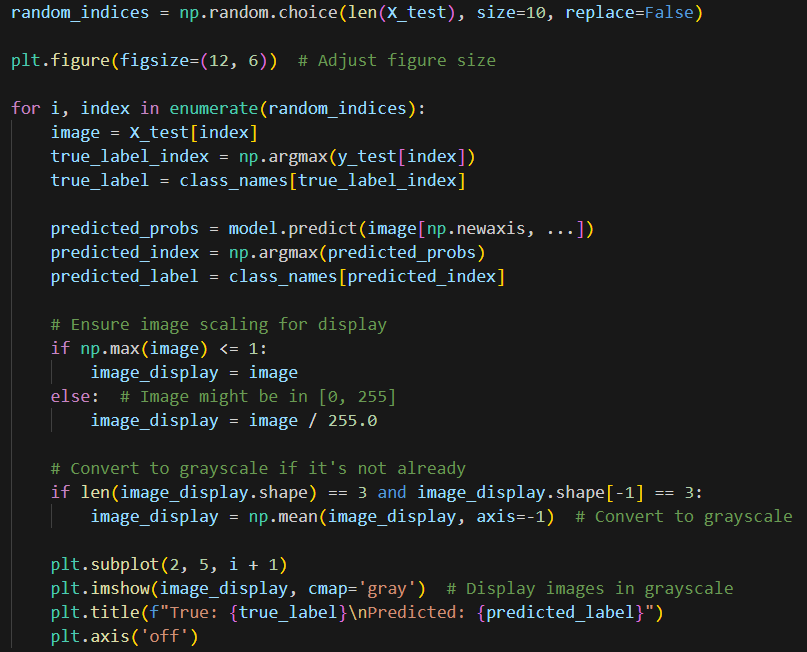 random_indices = np.random.choice(len(X_test), size=10, replace=False)

plt.figure(figsize=(12, 6))  # Adjust figure size

for i, index in enumerate(random_indices):
    image = X_test[index]
    true_label_index = np.argmax(y_test[index])
    true_label = class_names[true_label_index]

    predicted_probs = model.predict(image[np.newaxis, ...])
    predicted_index = np.argmax(predicted_probs)
    predicted_label = class_names[predicted_index]

    # Ensure image scaling for display
    if np.max(image) <= 1:
        image_display = image
    else:  # Image might be in [0, 255]
        image_display = image / 255.0

    # Convert to grayscale if it's not already
    if len(image_display.shape) == 3 and image_display.shape[-1] == 3:
        image_display = np.mean(image_display, axis=-1)  # Convert to grayscale

    plt.subplot(2, 5, i + 1)
    plt.imshow(image_display, cmap='gray')  # Display images in grayscale
    plt.title(f"True: {true_label}\nPredicted: {predicted_label}")
    plt.axis('off')